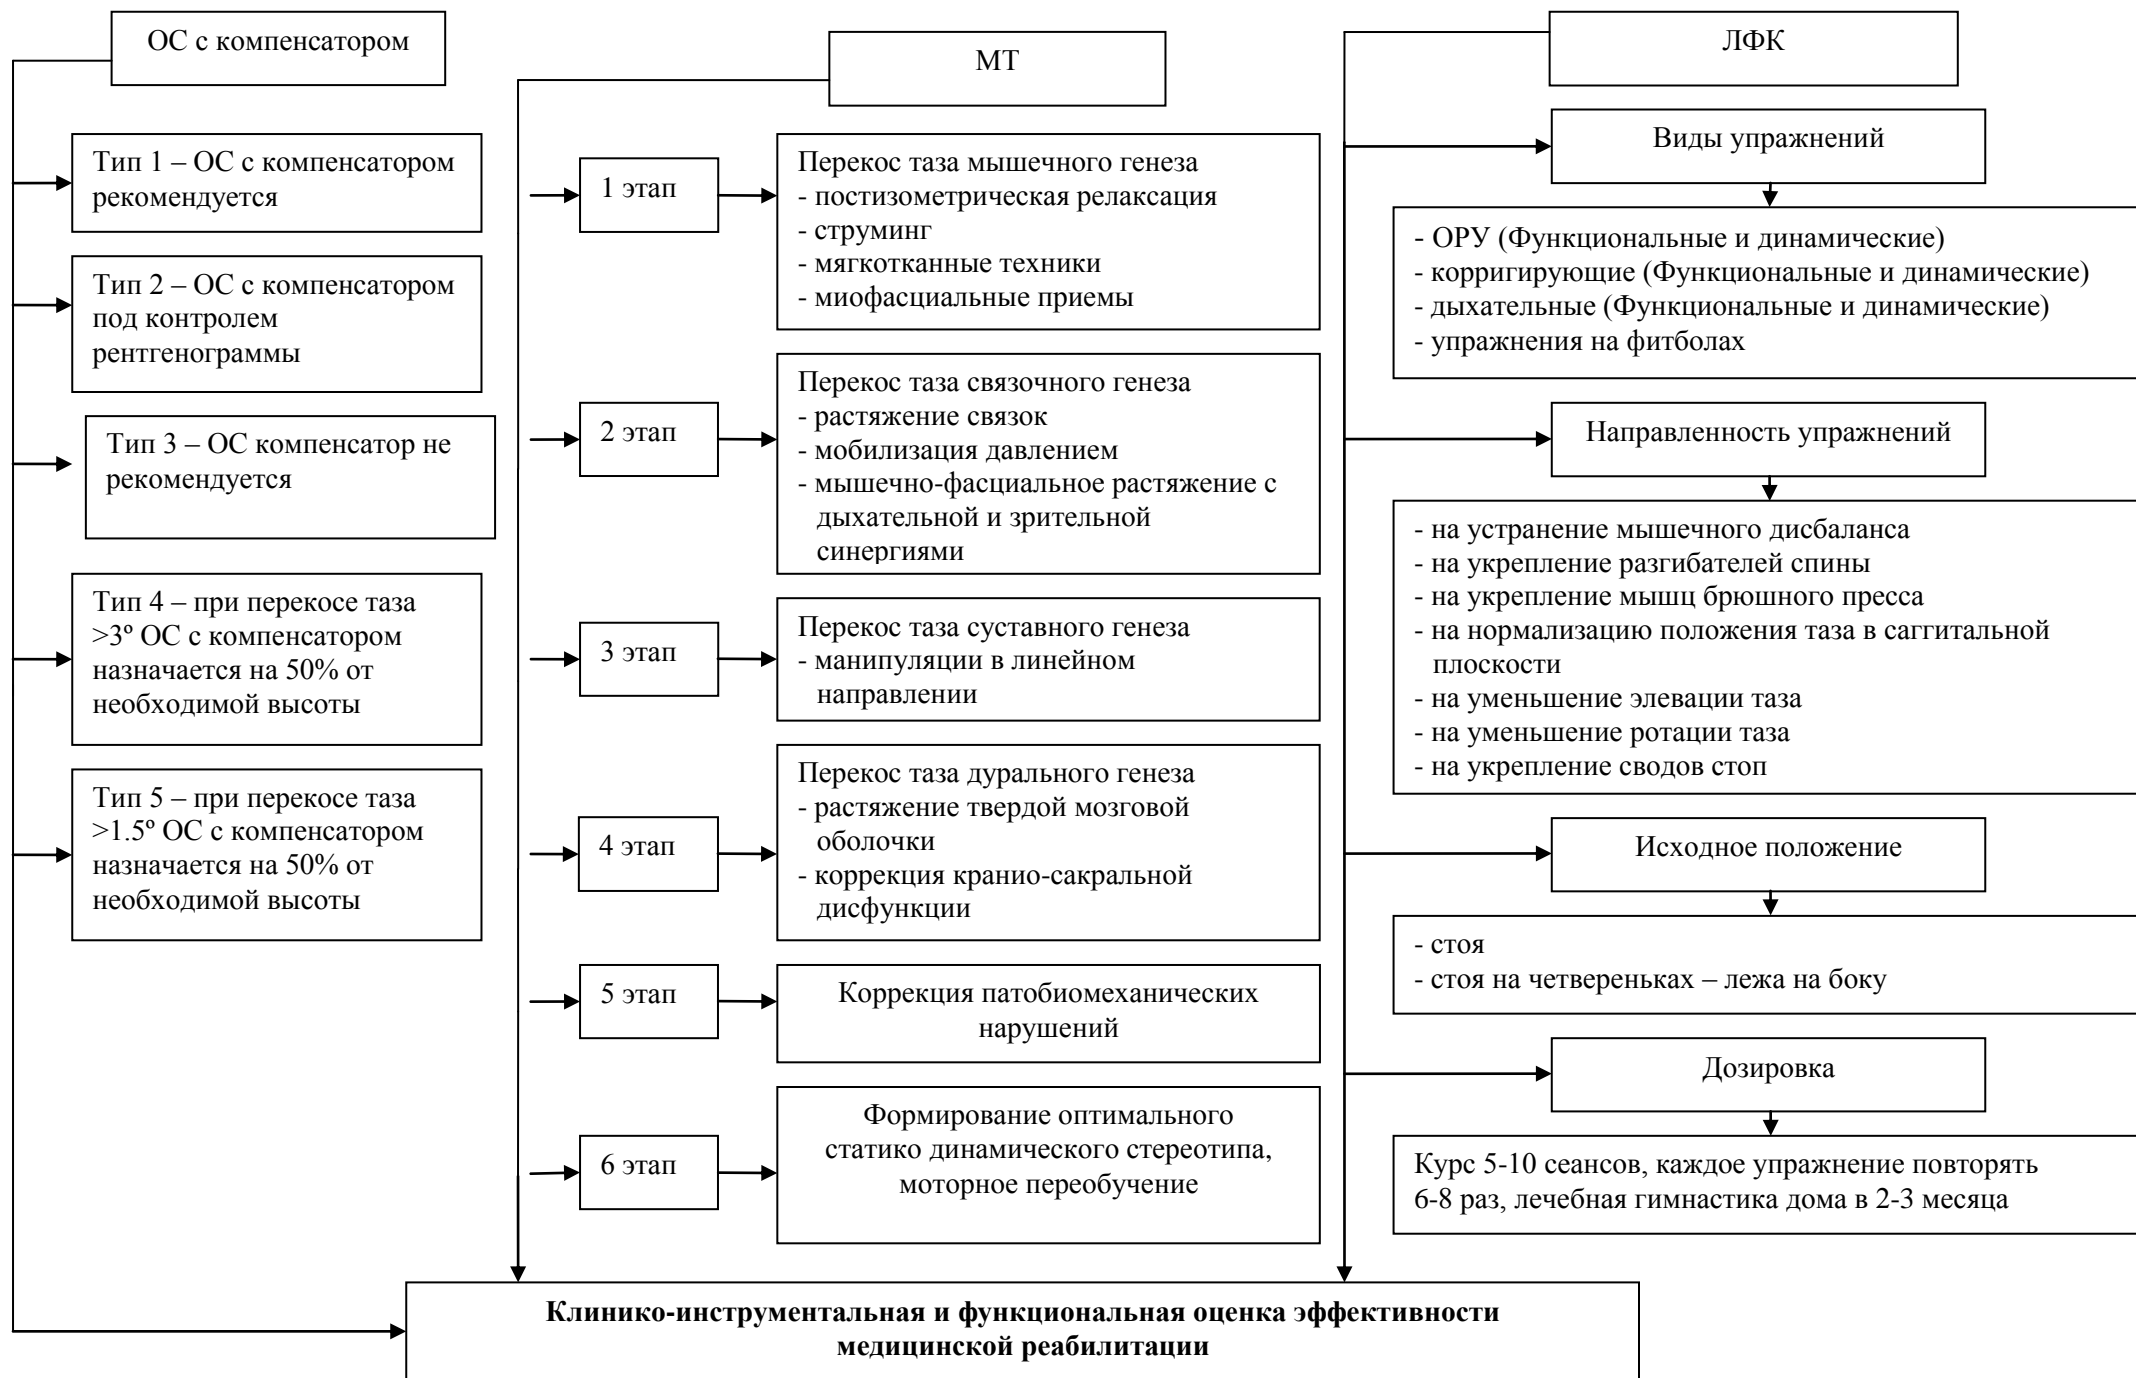 ОС с компенсатором
Тип 1 – ОС с компенсатором
рекомендуется
Тип 2 – ОС с компенсатором
под контролем
рентгенограммы
Тип 3 – ОС компенсатор не
рекомендуется
Тип 4 – при перекосе таза
>3º ОС с компенсатором
назначается на 50% от
необходимой высоты
Тип 5 – при перекосе таза
>1.5º ОС с компенсатором
назначается на 50% от
необходимой высоты
МТ
1 этап
Перекос таза мышечного генеза
- постизометрическая релаксация
- струминг
- мягкотканные техники
- миофасциальные приемы
2 этап
Перекос таза связочного генеза
- растяжение связок
- мобилизация давлением
- мышечно-фасциальное растяжение с
дыхательной и зрительной
синергиями
3 этап
Перекос таза суставного генеза
- манипуляции в линейном
направлении
4 этап
Перекос таза дурального генеза
- растяжение твердой мозговой
оболочки
- коррекция кранио-сакральной
дисфункции
5 этап
Коррекция патобиомеханических
нарушений
6 этап
Формирование оптимального
статико динамического стереотипа,
моторное переобучение
ЛФК
Виды упражнений
- ОРУ (Функциональные и динамические)
- корригирующие (Функциональные и динамические)
- дыхательные (Функциональные и динамические)
- упражнения на фитболах
Направленность упражнений
- на устранение мышечного дисбаланса
- на укрепление разгибателей спины
- на укрепление мышц брюшного пресса
- на нормализацию положения таза в саггитальной
плоскости
- на уменьшение элевации таза
- на уменьшение ротации таза
- на укрепление сводов стоп
Исходное положение
- стоя
- стоя на четвереньках – лежа на боку
Дозировка
Курс 5-10 сеансов, каждое упражнение повторять
6-8 раз, лечебная гимнастика дома в 2-3 месяца
Клинико-инструментальная и функциональная оценка эффективности
медицинской реабилитации